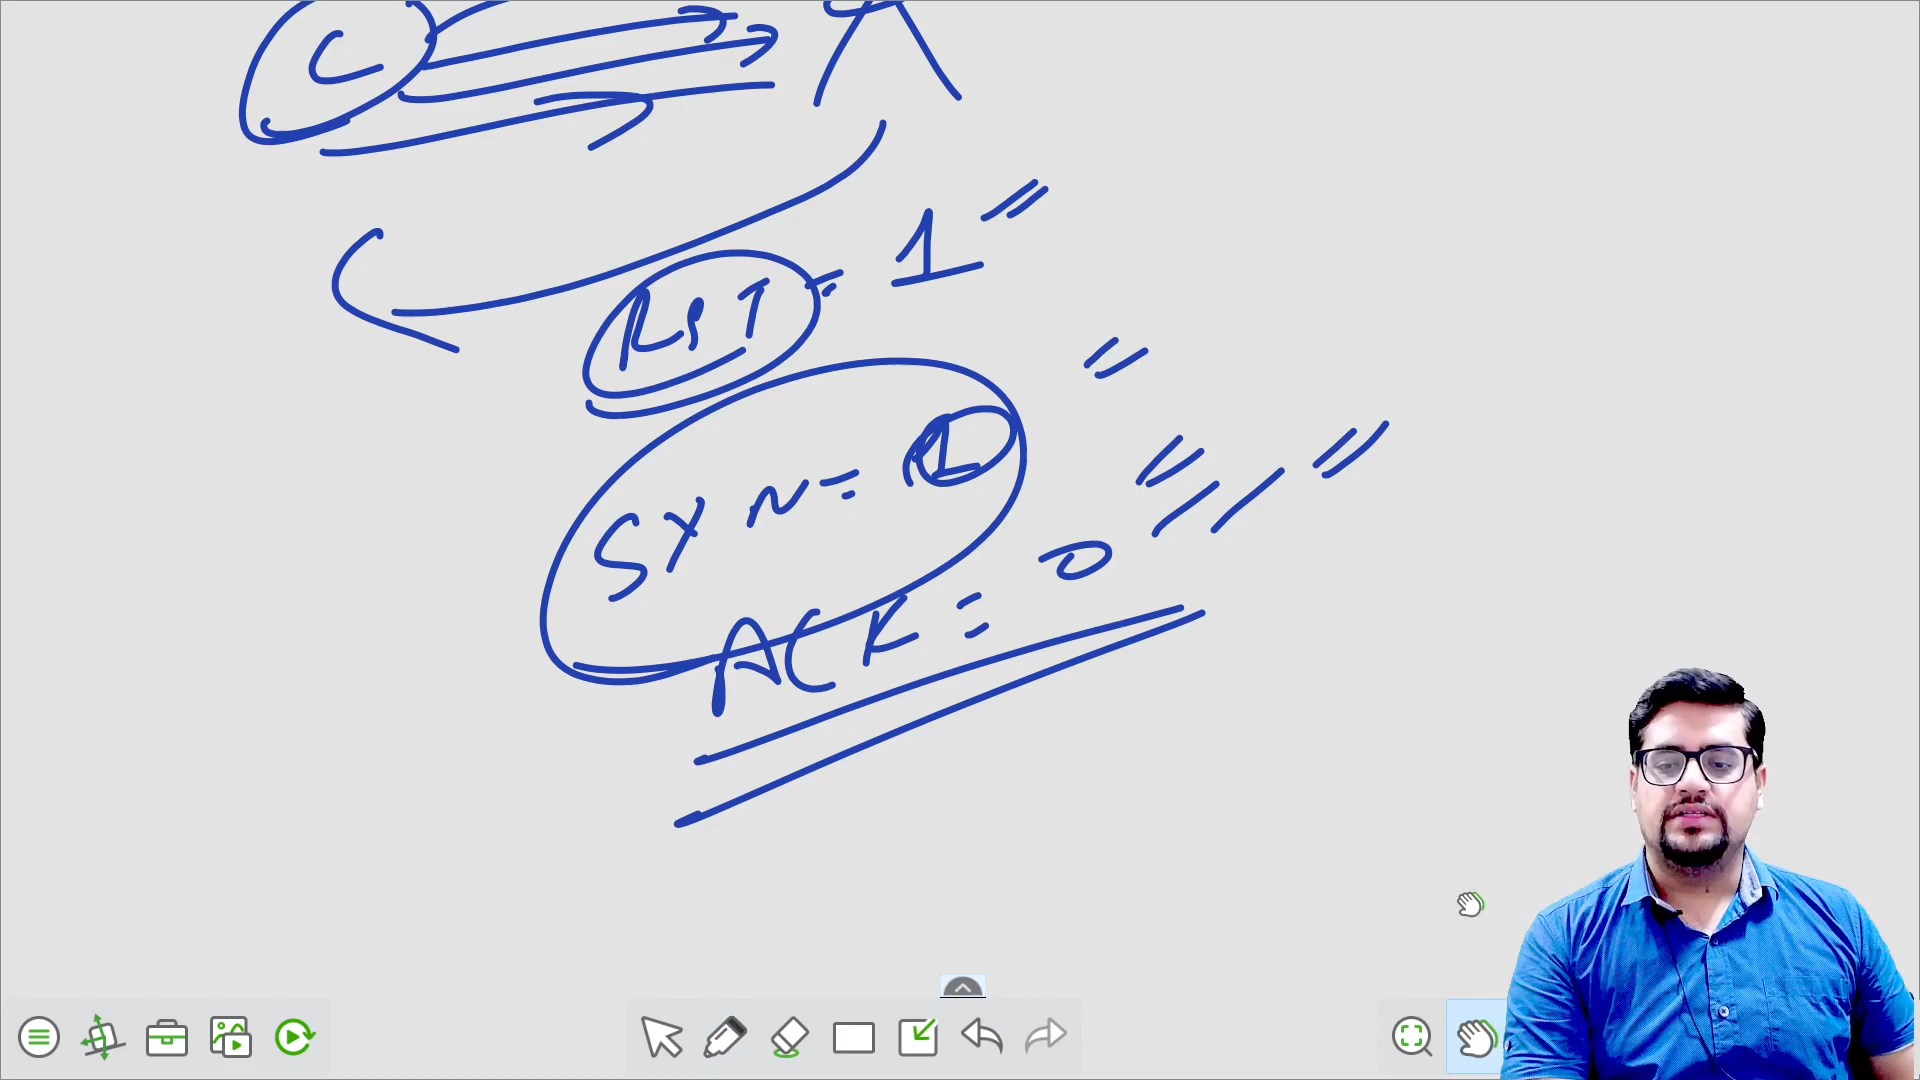 C
RST = 1
SYN = 1
ACK = 0